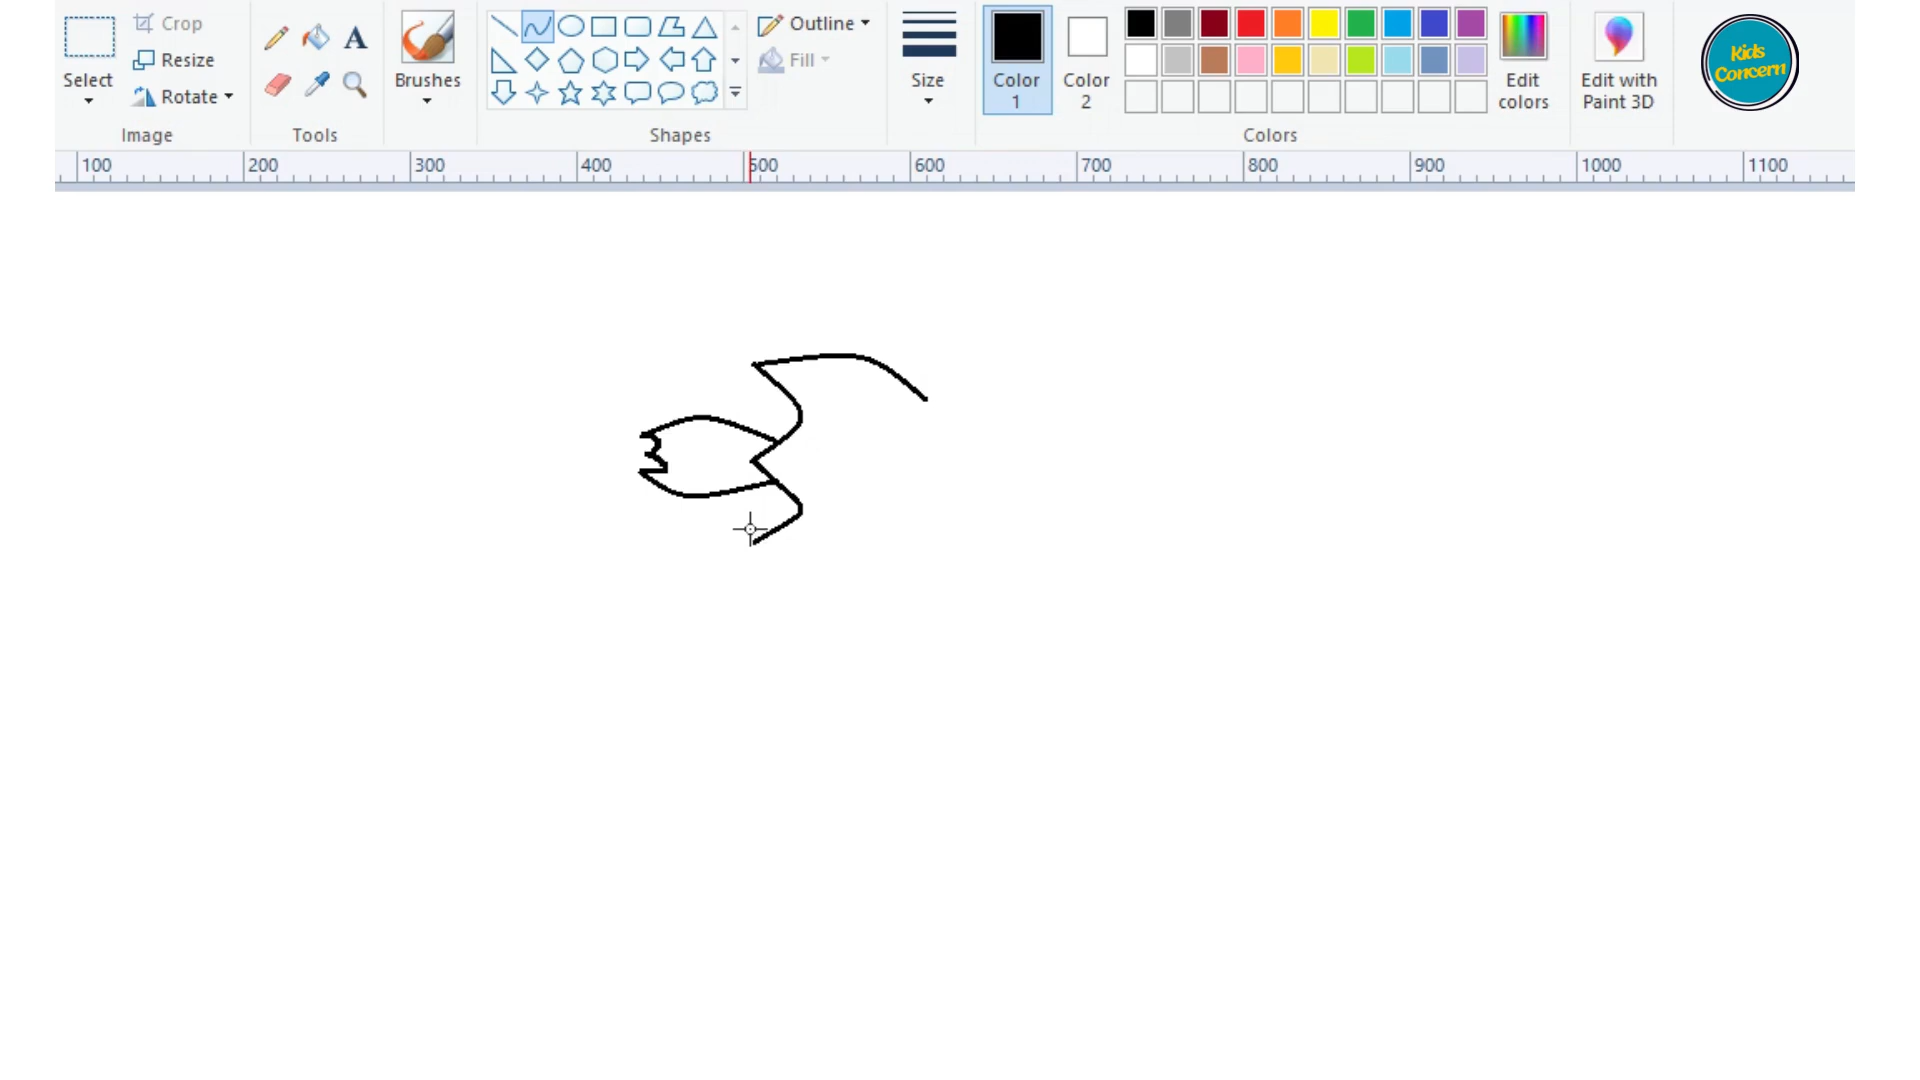 Select
Crop
Resize
Rotate
Image
A
Tools
Brushes
Shapes
Outline
Fill
Size
Color
1
Color
2
Colors
Edit
colors
Edit with
Paint 3D
Kids
Concern
100 200 300 400 500 600 700 800 900 1000 1100